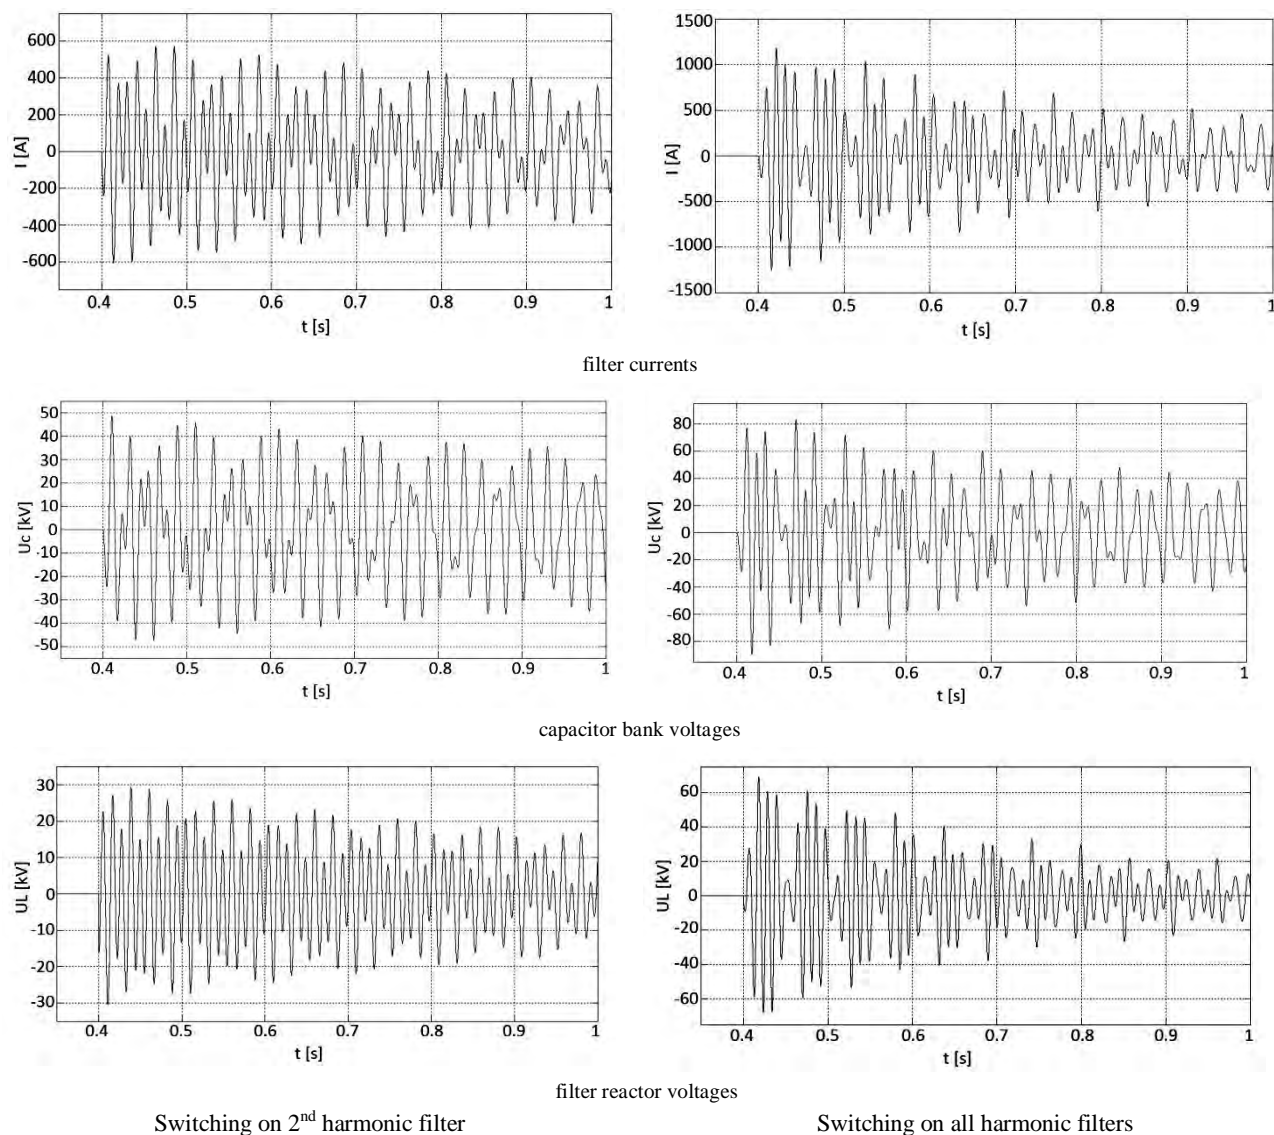 600
400
200
0
-200
-400
-600
I [A]
0.4 0.5 0.6 0.7 0.8 0.9 1
t [s]
1500
1000
500
0
-500
-1000
-1500
I [A]
0.4 0.5 0.6 0.7 0.8 0.9 1
t [s]
filter currents
50
40
30
20
10
0
-10
-20
-30
-40
-50
Uc [kV]
0.4 0.5 0.6 0.7 0.8 0.9 1
t [s]
80
60
40
20
0
-20
-40
-60
-80
Uc [kV]
0.4 0.5 0.6 0.7 0.8 0.9 1
t [s]
capacitor bank voltages
30
20
10
0
10
-20
-30
UL [kV]
0.4 0.5 0.6 0.7 0.8 0.9 1
t [s]
60
40
20
0
-20
-40
-60
UL [kV]
0.4 0.5 0.6 0.7 0.8 0.9 1
t [s]
filter reactor voltages
Switching on 2nd harmonic filter
Switching on all harmonic filters